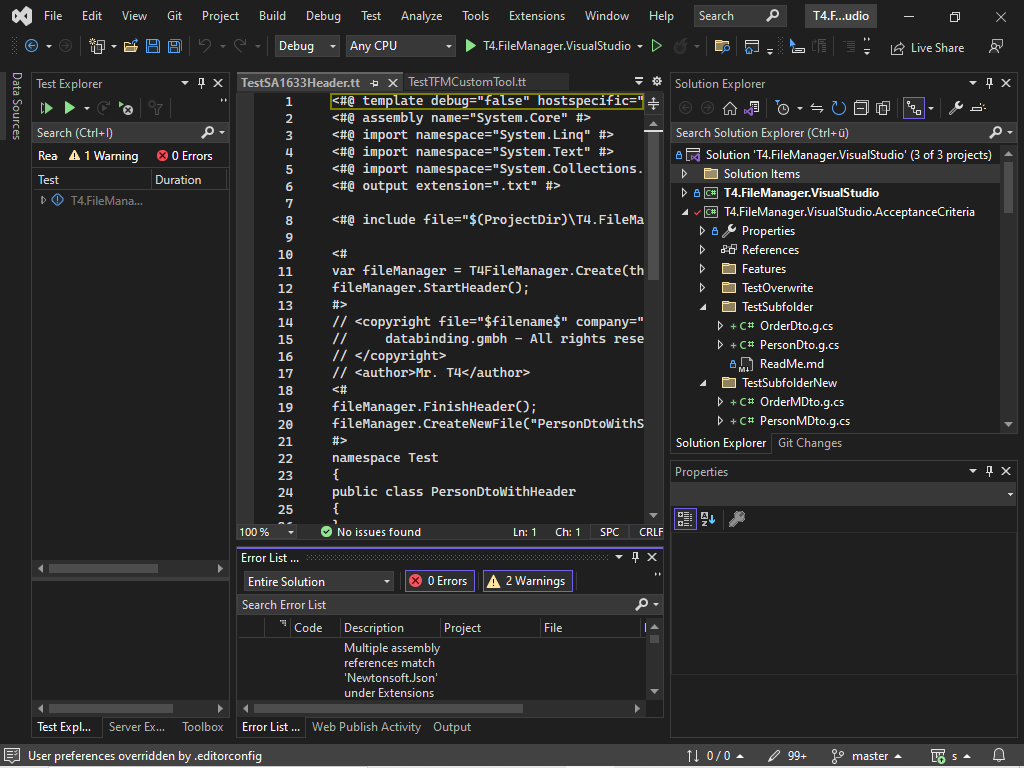 File Edit View Git Project Build Debug Test Analyze Tools Extensions Window Help Search T4.F...udio
Debug Any CPU T4.FileManager.VisualStudio Live Share
Data Sources
Test Explorer
Search (Ctrl+I)
Rea 1 Warning 0 Errors
Test Duration
T4.FileMana...
TestSA1633Header.tt TestTFMCustomTool.tt
1 <#@ template debug="false" hostspecific="
2 <#@ assembly name="System.Core" #>
3 <#@ import namespace="System.Linq" #>
4 <#@ import namespace="System.Text" #>
5 <#@ import namespace="System.Collections.
6 <#@ output extension=".txt" #>
7
8 <#@ include file="$(ProjectDir)\T4.FileMa
9
10 <#
11 var fileManager = T4FileManager.Create(th
12 fileManager.StartHeader();
13 #>
14 // <copyright file="$filename$" company="
15 //     databinding.gmbh - All rights rese
16 // </copyright>
17 // <author>Mr. T4</author>
18 <#
19 fileManager.FinishHeader();
20 fileManager.CreateNewFile("PersonDtoWithS
21 #>
22 namespace Test
23 {
24 public class PersonDtoWithHeader
25 {
100 % No issues found Ln: 1 Ch: 1 SPC CRLF
Error List ...
Entire Solution 0 Errors 2 Warnings
Search Error List
Code Description Project File
Multiple assembly
references match
'Newtonsoft.Json'
under Extensions
Test Expl... Server Ex... Toolbox
Error List ... Web Publish Activity Output
Solution Explorer
Search Solution Explorer (Ctrl+ü)
Solution 'T4.FileManager.VisualStudio' (3 of 3 projects)
Solution Items
T4.FileManager.VisualStudio
T4.FileManager.VisualStudio.AcceptanceCriteria
Properties
References
Features
TestOverwrite
TestSubfolder
+ C# OrderDto.g.cs
+ C# PersonDto.g.cs
ReadMe.md
TestSubfolderNew
+ C# OrderMDto.g.cs
+ C# PersonMDto.g.cs
Solution Explorer Git Changes
Properties
User preferences overridden by .editorconfig 0 / 0 99+ master s